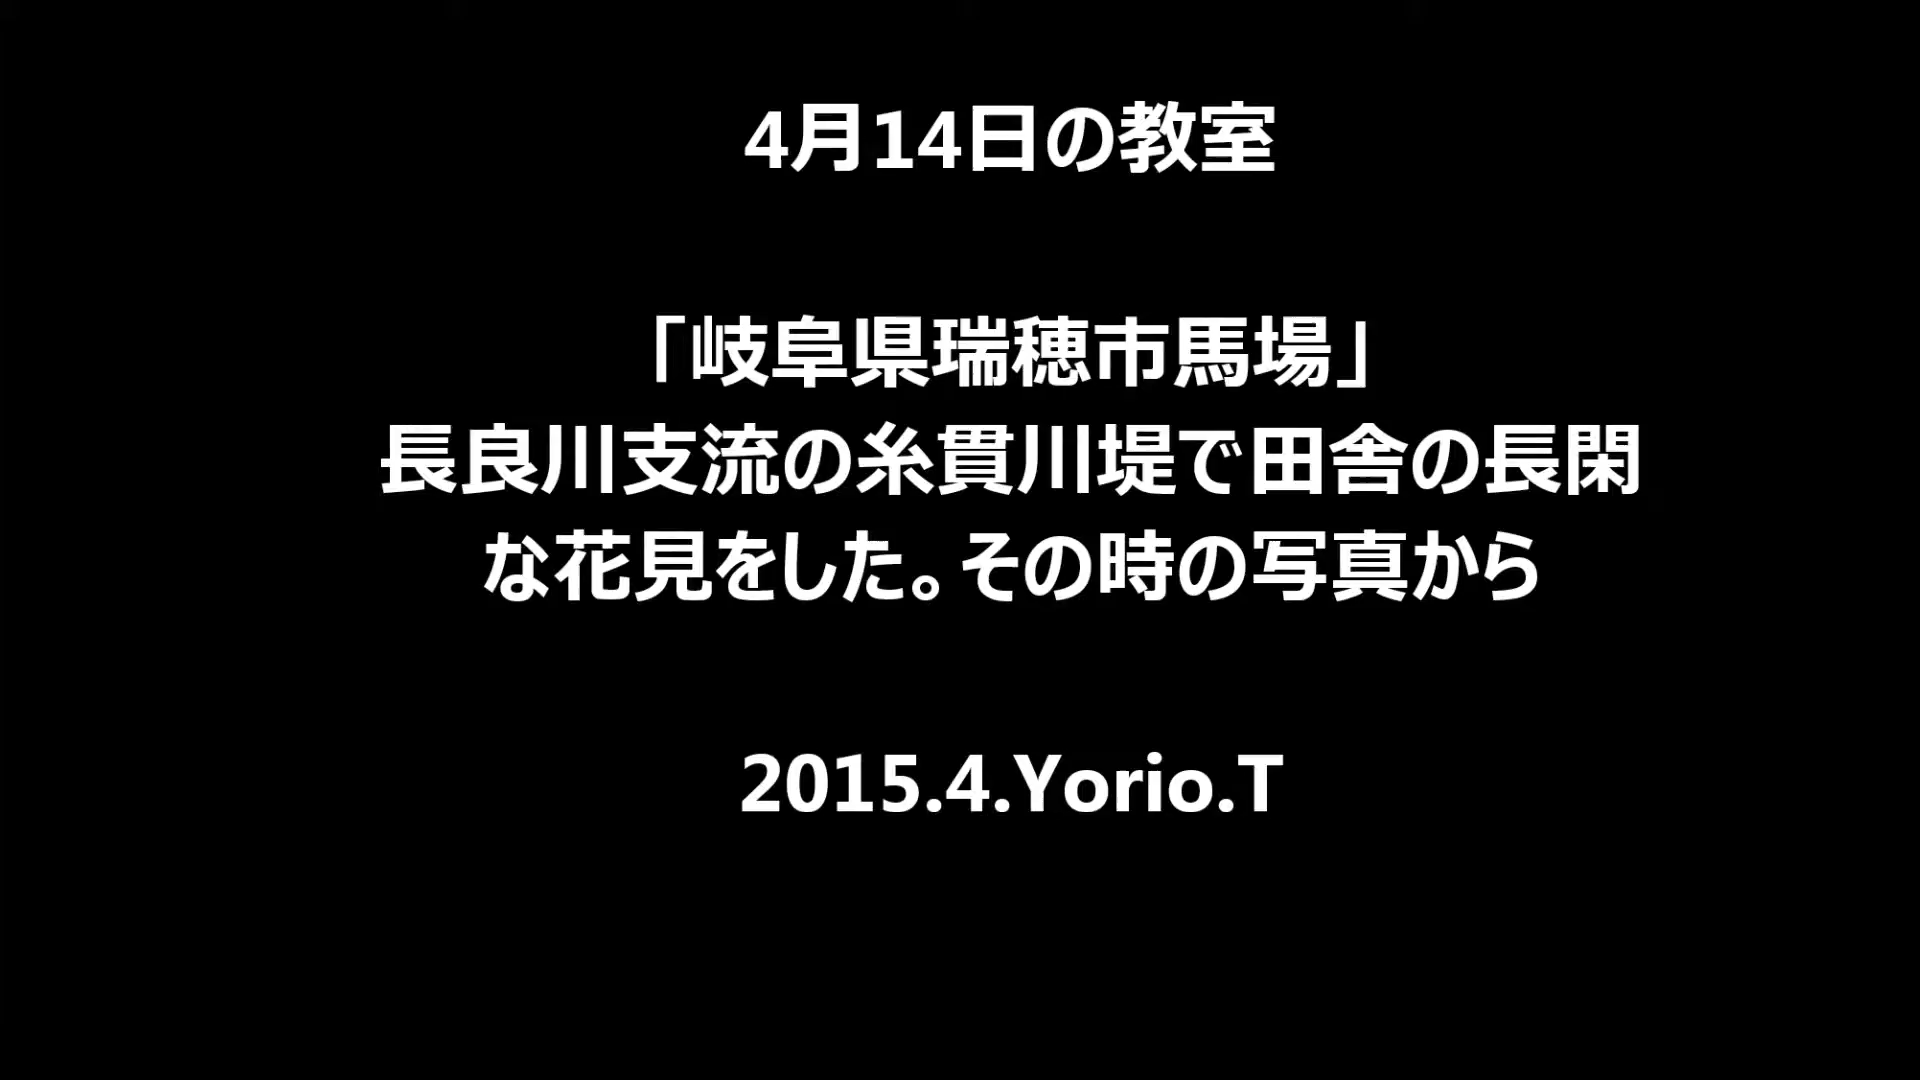 4月14日の教室
「岐阜県瑞穂市馬場」
長良川支流の糸貫川堤で田舎の長閑
な花見をした。その時の写真から
2015.4.Yorio.T